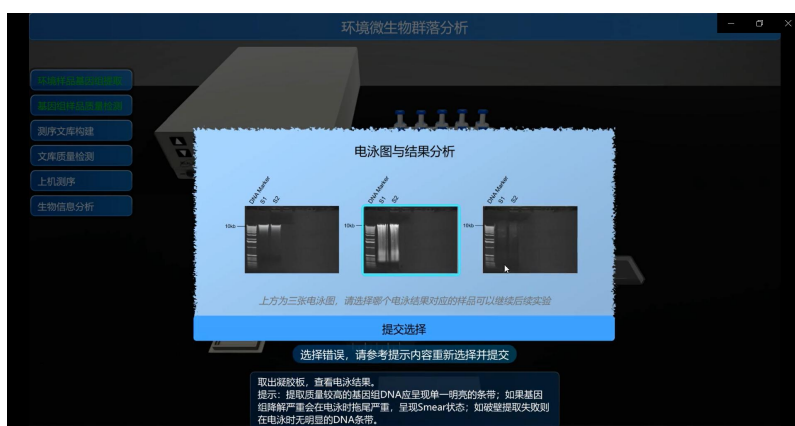 环境微生物群落分析
环境样品基因组提取
基因组样品质量检测
测序文库构建
文库质量检测
上机测序
生物信息分析
电泳图与结果分析
DNA Marker
S1
S2
DNA Marker
S1
S2
DNA Marker
S1
S2
10kb
10kb
10kb
上方为三张电泳图，请选择哪个电泳结果对应的样品可以继续后续实验
提交选择
选择错误，请参考提示内容重新选择并提交
取出凝胶板，查看电泳结果。
提示：提取质量较高的基因组DNA应呈现单一明亮的条带；如果基因
组降解严重会在电泳时拖尾严重，呈现Smear状态；如破壁提取失败则
在电泳时无明显的DNA条带。